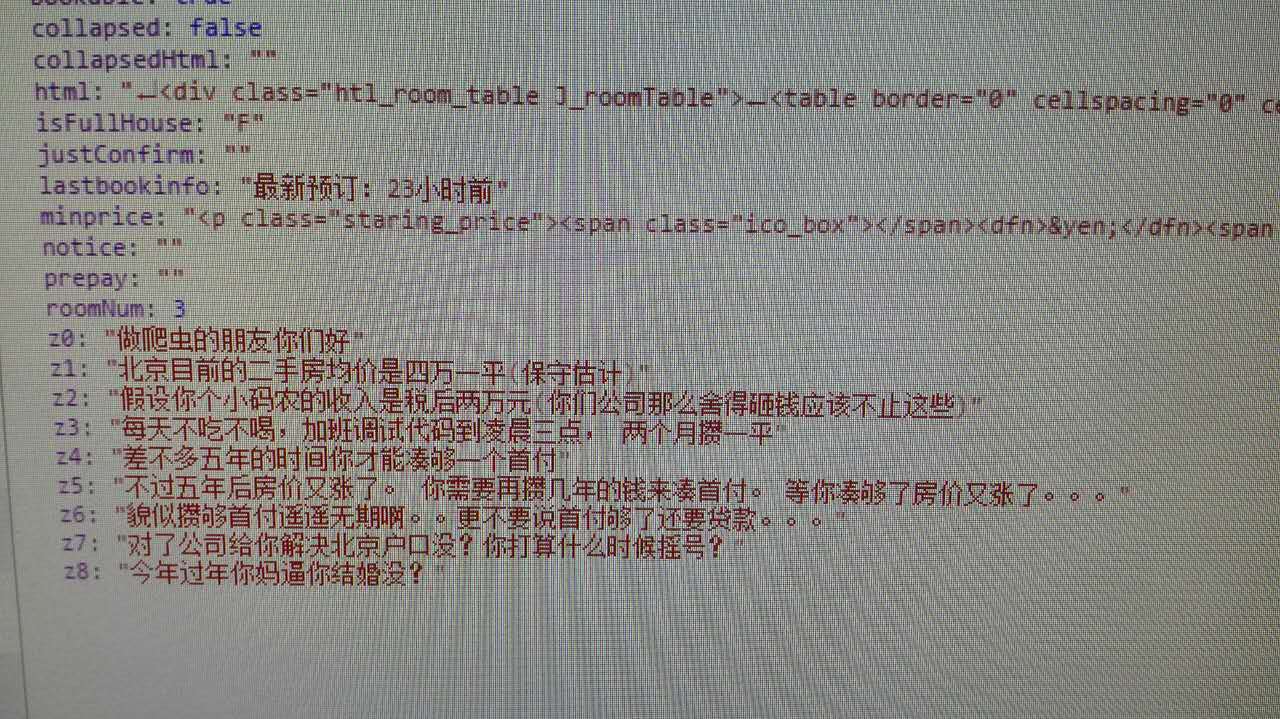 bookable: true
collapsed: false
collapsedHtml: ""
html: "↵<div class="htl_room_table J_roomTable">↵<table border="0" cellspacing="0"
isFullHouse: "F"
justConfirm: ""
lastbookinfo: "最新预订：23小时前"
minprice: "<p class="staring_price"><span class="ico_box"></span><dfn>&yen;</dfn><span
notice: ""
prepay: ""
roomNum: 3
z0: "做爬虫的朋友你们好"
z1: "北京目前的二手房均价是四万一平(保守估计)"
z2: "假设你个小码农的收入是税后两万元(你们公司那么舍得砸钱应该不止这些)"
z3: "每天不吃不喝，加班调试代码到凌晨三点， 两个月攒一平"
z4: "差不多五年的时间你才能凑够一个首付"
z5: "不过五年后房价又张了。 你需要再攒几年的钱来凑首付。 等你凑够了房价又张了。。。"
z6: "貌似攒够首付遥遥无期啊。。更不要说首付够了还要贷款。。。"
z7: "对了公司给你解决北京户口没？你打算什么时候摇号？"
z8: "今年过年你妈逼你结婚没？"